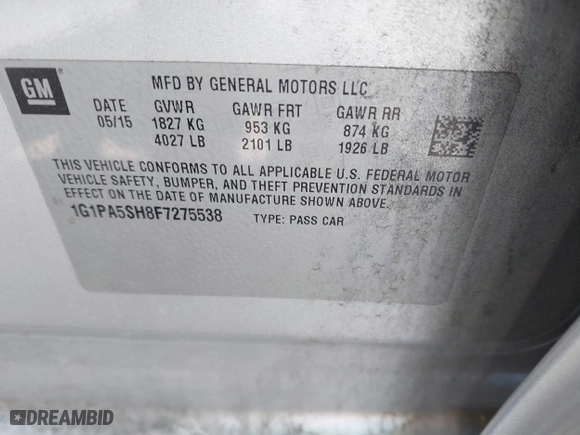 GM
MFD BY GENERAL MOTORS LLC
DATE GVWR GAWR FRT GAWR RR
05/15 1827 KG 953 KG 874 KG
4027 LB 2101 LB 1926 LB
THIS VEHICLE CONFORMS TO ALL APPLICABLE U.S. FEDERAL MOTOR
VEHICLE SAFETY, BUMPER, AND THEFT PREVENTION STANDARDS IN
EFFECT ON THE DATE OF MANUFACTURE SHOWN ABOVE.
1G1PA5SH8F7275538 TYPE: PASS CAR
DREAMBID